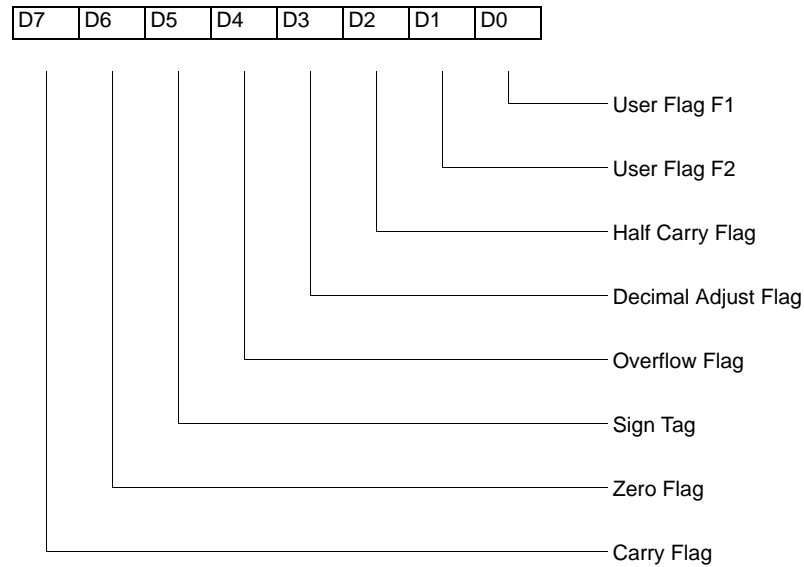 D7 D6 D5 D4 D3 D2 D1 D0
User Flag F1
User Flag F2
Half Carry Flag
Decimal Adjust Flag
Overflow Flag
Sign Tag
Zero Flag
Carry Flag